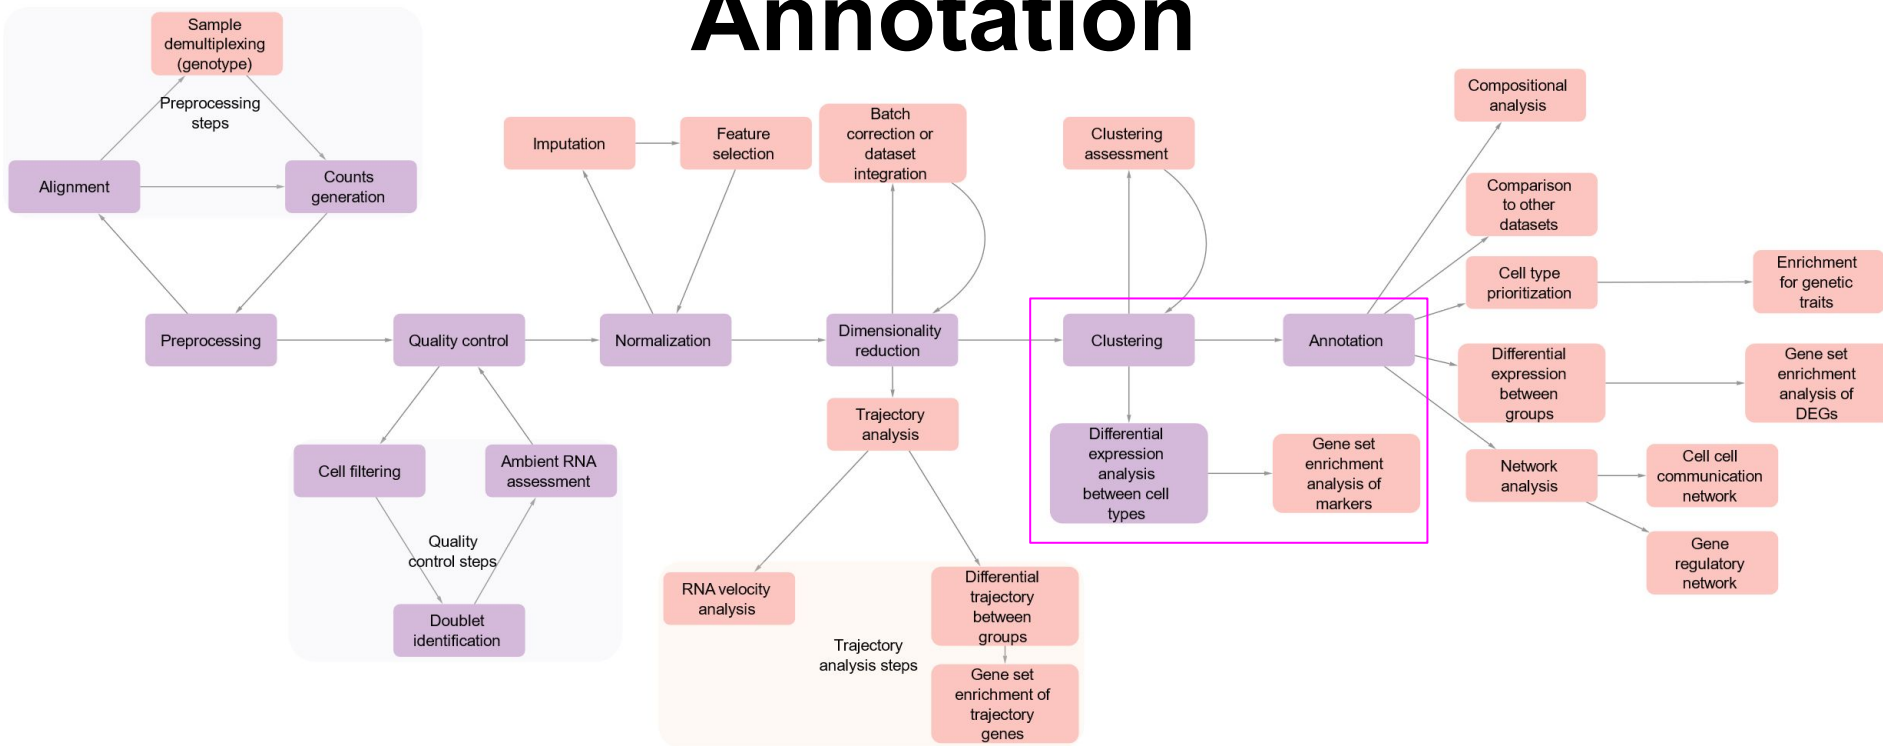 Annotation
Sample
demultiplexing
(genotype)
Preprocessing
steps
Alignment
Counts
generation
Imputation
Feature
selection
Batch
correction or
dataset
integration
Clustering
assessment
Compositional
analysis
Comparison
to other
datasets
Cell type
prioritization
Enrichment
for genetic
traits
Preprocessing
Quality control
Normalization
Dimensionality
reduction
Clustering
Annotation
Differential
expression
between
groups
Gene set
enrichment
analysis of
DEGs
Trajectory
analysis
Cell filtering
Ambient RNA
assessment
Differential
expression
analysis
between cell
types
Gene set
enrichment
analysis of
markers
Network
analysis
Cell cell
communication
network
Quality
control steps
Gene
regulatory
network
Doublet
identification
RNA velocity
analysis
Differential
trajectory
between
groups
Trajectory
analysis steps
Gene set
enrichment of
trajectory
genes